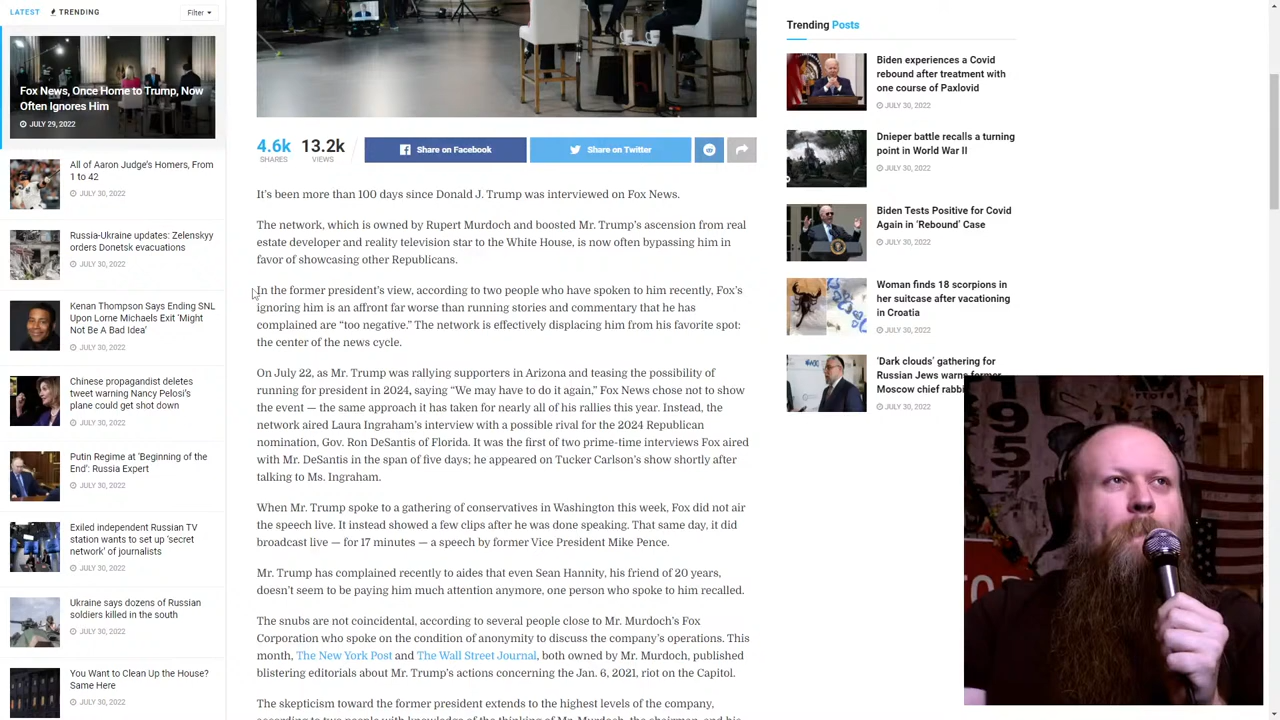 LATEST
TRENDING
Filter
Fox News, Once Home to Trump, Now
Often Ignores Him
JULY 29, 2022
All of Aaron Judge's Homers, From
1 to 42
JULY 30, 2022
Russia-Ukraine updates: Zelenskyy
orders Donetsk evacuations
JULY 30, 2022
Kenan Thompson Says Ending SNL
Upon Lorne Michaels Exit 'Might
Not Be A Bad Idea'
JULY 30, 2022
Chinese propagandist deletes
tweet warning Nancy Pelosi's
plane could get shot down
JULY 30, 2022
Putin Regime at 'Beginning of the
End': Russia Expert
JULY 30, 2022
Exiled independent Russian TV
station wants to set up 'secret
network' of journalists
JULY 30, 2022
Ukraine says dozens of Russian
soldiers killed in the south
JULY 30, 2022
You Want to Clean Up the House?
Same Here
JULY 30, 2022
4.6k
SHARES
13.2k
VIEWS
Share on Facebook
Share on Twitter
It's been more than 100 days since Donald J. Trump was interviewed on Fox News.
The network, which is owned by Rupert Murdoch and boosted Mr. Trump's ascension from real
estate developer and reality television star to the White House, is now often bypassing him in
favor of showcasing other Republicans.
In the former president's view, according to two people who have spoken to him recently, Fox's
ignoring him is an affront far worse than running stories and commentary that he has
complained are "too negative." The network is effectively displacing him from his favorite spot:
the center of the news cycle.
On July 22, as Mr. Trump was rallying supporters in Arizona and teasing the possibility of
running for president in 2024, saying "We may have to do it again," Fox News chose not to show
the event — the same approach it has taken for nearly all of his rallies this year. Instead, the
network aired Laura Ingraham's interview with a possible rival for the 2024 Republican
nomination, Gov. Ron DeSantis of Florida. It was the first of two prime-time interviews Fox aired
with Mr. DeSantis in the span of five days; he appeared on Tucker Carlson's show shortly after
talking to Ms. Ingraham.
When Mr. Trump spoke to a gathering of conservatives in Washington this week, Fox did not air
the speech live. It instead showed a few clips after he was done speaking. That same day, it did
broadcast live — for 17 minutes — a speech by former Vice President Mike Pence.
Mr. Trump has complained recently to aides that even Sean Hannity, his friend of 20 years,
doesn't seem to be paying him much attention anymore, one person who spoke to him recalled.
The snubs are not coincidental, according to several people close to Mr. Murdoch's Fox
Corporation who spoke on the condition of anonymity to discuss the company's operations. This
month, The New York Post and The Wall Street Journal, both owned by Mr. Murdoch, published
blistering editorials about Mr. Trump's actions concerning the Jan. 6, 2021, riot on the Capitol.
The skepticism toward the former president extends to the highest levels of the company,
according to two people with knowledge of the thinking of Mr. Murdoch, the chairman, and his
Trending Posts
Biden experiences a Covid
rebound after treatment with
one course of Paxlovid
JULY 30, 2022
Dnieper battle recalls a turning
point in World War II
JULY 30, 2022
Biden Tests Positive for Covid
Again in 'Rebound' Case
JULY 30, 2022
Woman finds 18 scorpions in
her suitcase after vacationing
in Croatia
JULY 30, 2022
'Dark clouds' gathering for
Russian Jews warns former
Moscow chief rabbi
JULY 30, 2022